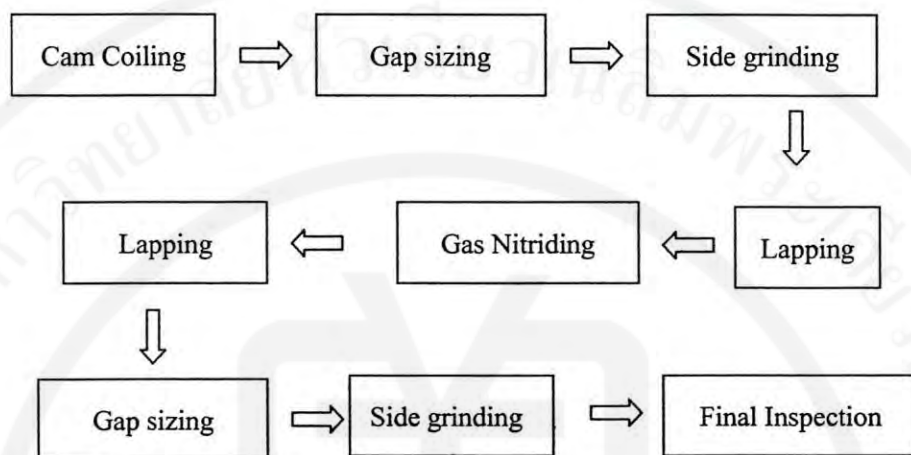 Cam Coiling
Gap sizing
Side grinding
Lapping
Gas Nitriding
Lapping
Gap sizing
Side grinding
Final Inspection